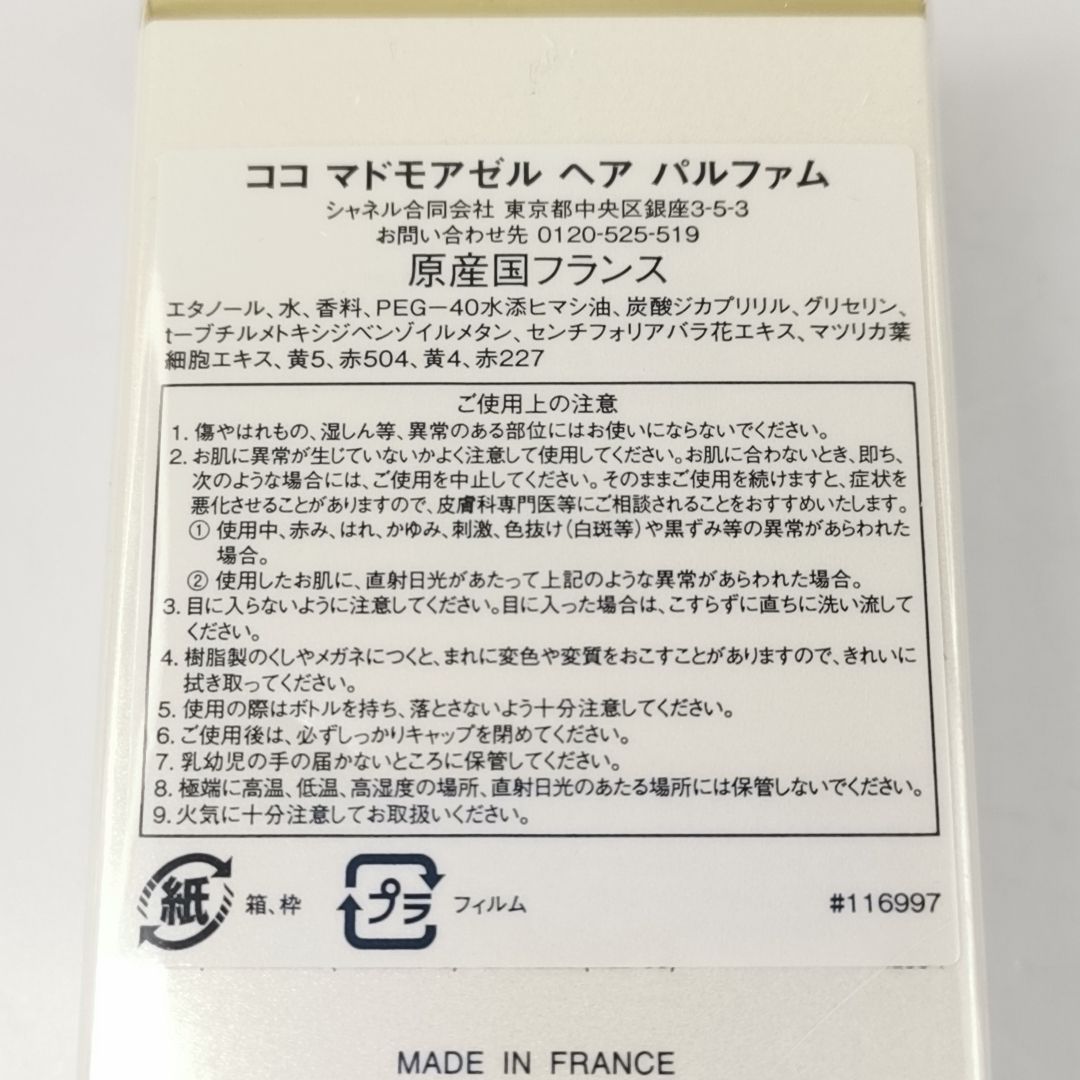 ココ マドモアゼル ヘア パルファム
シャネル合同会社 東京都中央区銀座3-5-3
お問い合わせ先 0120-525-519
原産国フランス
エタノール、水、香料、PEG－40水添ヒマシ油、炭酸ジカプリリル、グリセリン、
t－ブチルメトキシジベンゾイルメタン、センチフォリアバラ花エキス、マツリカ葉
細胞エキス、黄5、赤504、黄4、赤227
ご使用上の注意
1. 傷やはれもの、湿しん等、異常のある部位にはお使いにならないでください。
2. お肌に異常が生じていないかよく注意して使用してください。お肌に合わないとき、即ち、
次のような場合には、ご使用を中止してください。そのままご使用を続けますと、症状を
悪化させることがありますので、皮膚科専門医等にご相談されることをおすすめいたします。
① 使用中、赤み、はれ、かゆみ、刺激、色抜け（白斑等）や黒ずみ等の異常があらわれた
場合。
② 使用したお肌に、直射日光があたって上記のような異常があらわれた場合。
3. 目に入らないように注意してください。目に入った場合は、こすらずに直ちに洗い流して
ください。
4. 樹脂製のくしやメガネにつくと、まれに変色や変質をおこすことがありますので、きれいに
拭き取ってください。
5. 使用の際はボトルを持ち、落とさないよう十分注意してください。
6. ご使用後は、必ずしっかりキャップを閉めてください。
7. 乳幼児の手の届かないところに保管してください。
8. 極端に高温、低温、高湿度の場所、直射日光のあたる場所には保管しないでください。
9. 火気に十分注意してお取扱いください。
紙 箱、枠 プラ フィルム #116997
MADE IN FRANCE